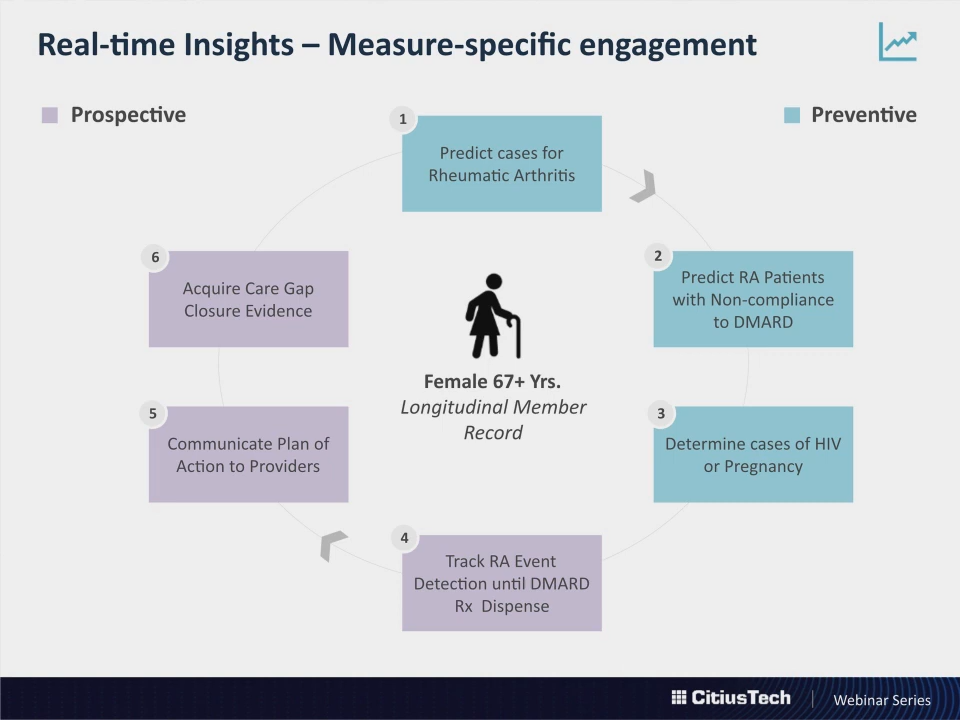 Real-time Insights – Measure-specific engagement
Prospective
Preventive
1
Predict cases for
Rheumatic Arthritis
2
Predict RA Patients
with Non-compliance
to DMARD
3
Determine cases of HIV
or Pregnancy
4
Track RA Event
Detection until DMARD
Rx Dispense
5
Communicate Plan of
Action to Providers
6
Acquire Care Gap
Closure Evidence
Female 67+ Yrs.
Longitudinal Member
Record
CitiusTech
Webinar Series